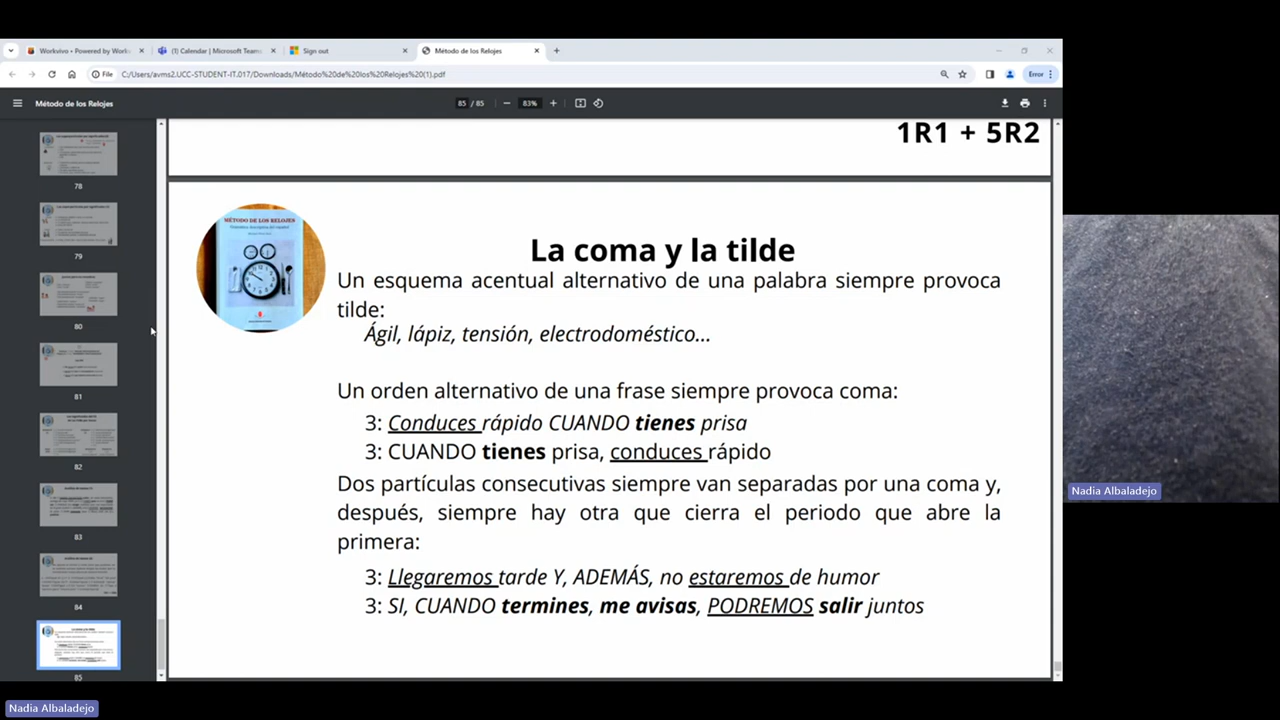 Workvivo • Powered by Work
(1) Calendar | Microsoft Teams
Sign out
Método de los Relojes
File
C:/Users/avms2.UCC-STUDENT-IT.017/Downloads/Método%20de%20los%20Relojes%20(1).pdf
Error
Método de los Relojes
85 / 85
83%
1R1 + 5R2
78
79
80
81
82
83
84
85
MÉTODO DE LOS RELOJES
La coma y la tilde
Un esquema acentual alternativo de una palabra siempre provoca
tilde:
Ágil, lápiz, tensión, electrodoméstico...
Un orden alternativo de una frase siempre provoca coma:
3: Conduces rápido CUANDO tienes prisa
3: CUANDO tienes prisa, conduces rápido
Dos partículas consecutivas siempre van separadas por una coma y,
después, siempre hay otra que cierra el periodo que abre la
primera:
3: Llegaremos tarde Y, ADEMÁS, no estaremos de humor
3: SI, CUANDO termines, me avisas, PODREMOS salir juntos
Nadia Albaladejo
Nadia Albaladejo